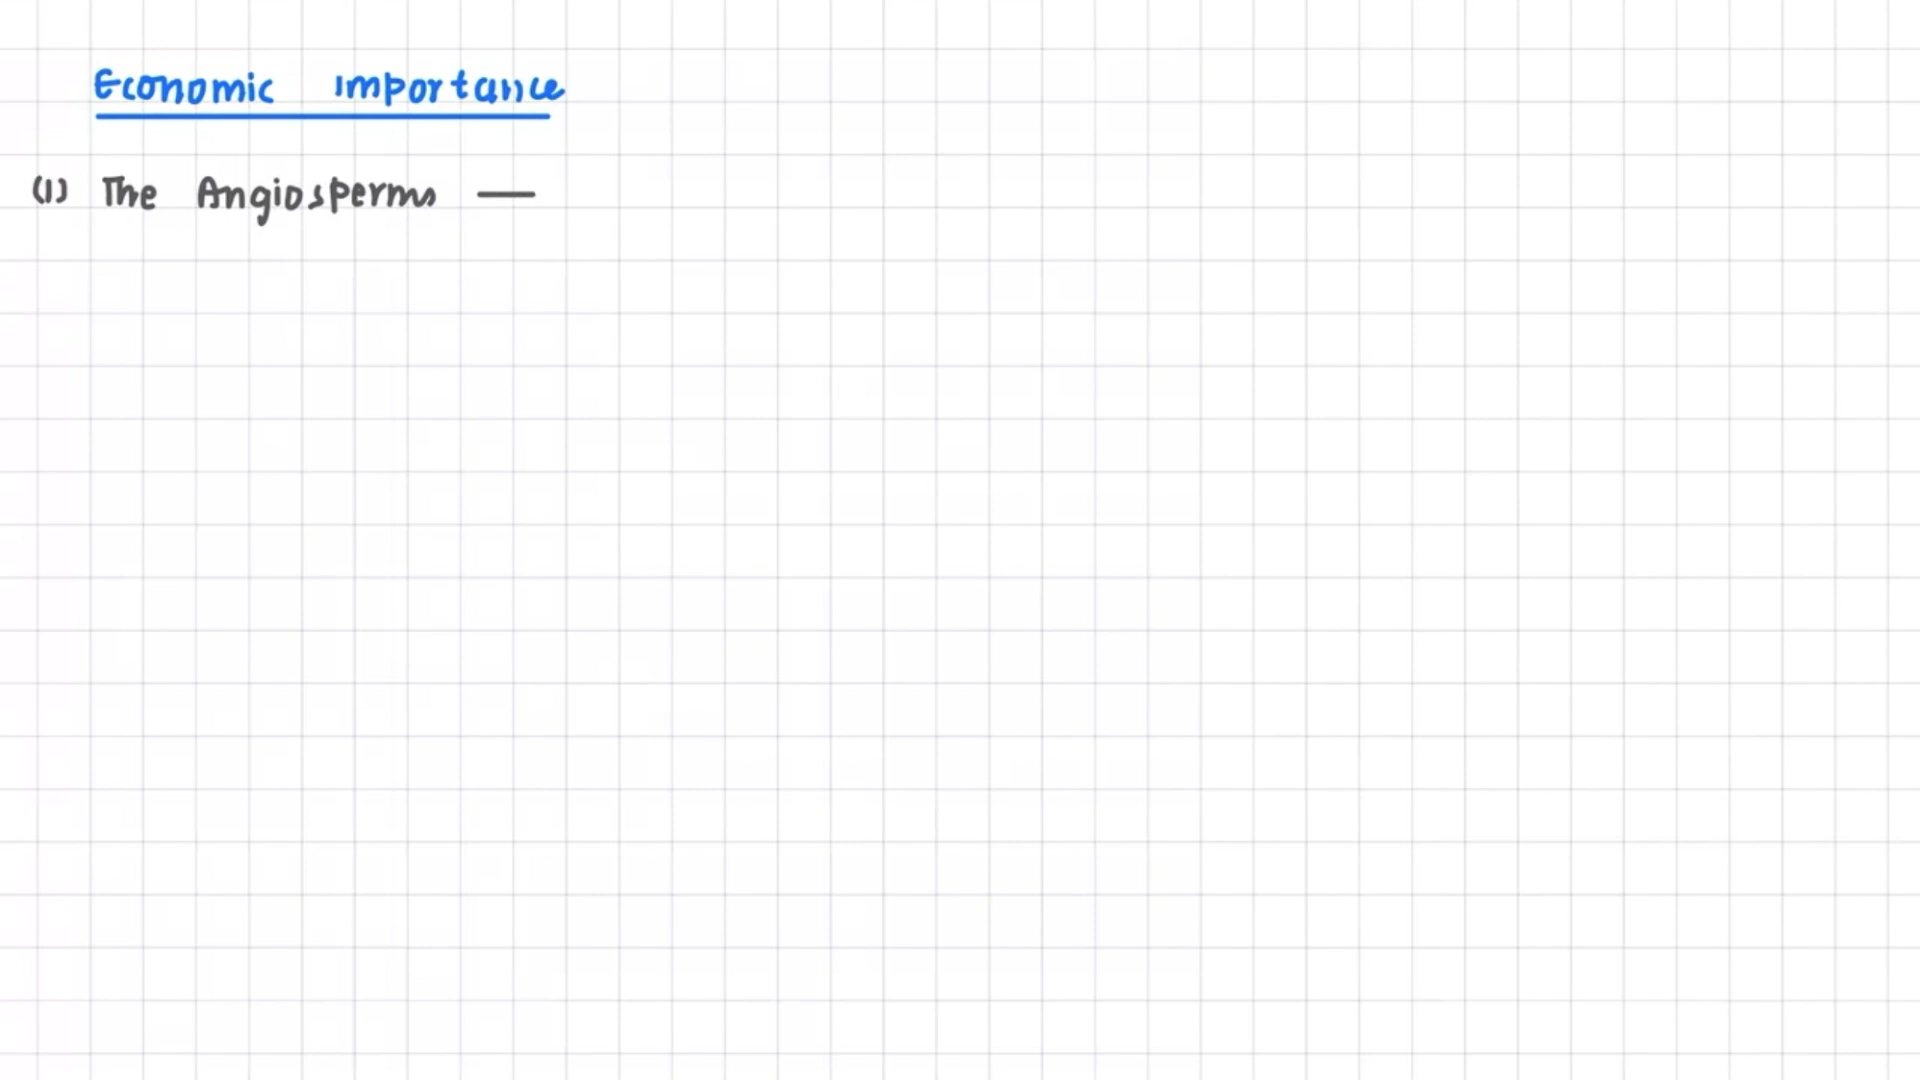 Economic Importance
(1) The Angiosperms —